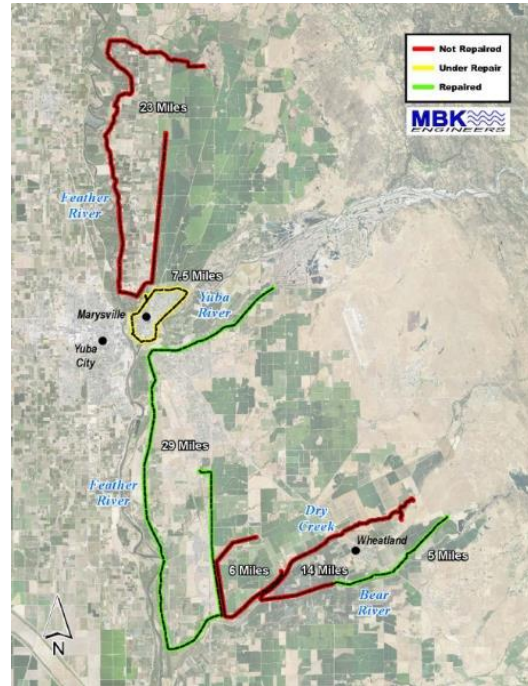 Not Repaired
Under Repair
Repaired
MBK
ENGINEERS
23 Miles
Feather
River
7.5 Miles
Marysville
Yuba
River
Yuba
City
29 Miles
Feather
River
Dry
Creek
Wheatland
6 Miles
14 Miles
5 Miles
Bear
River
N